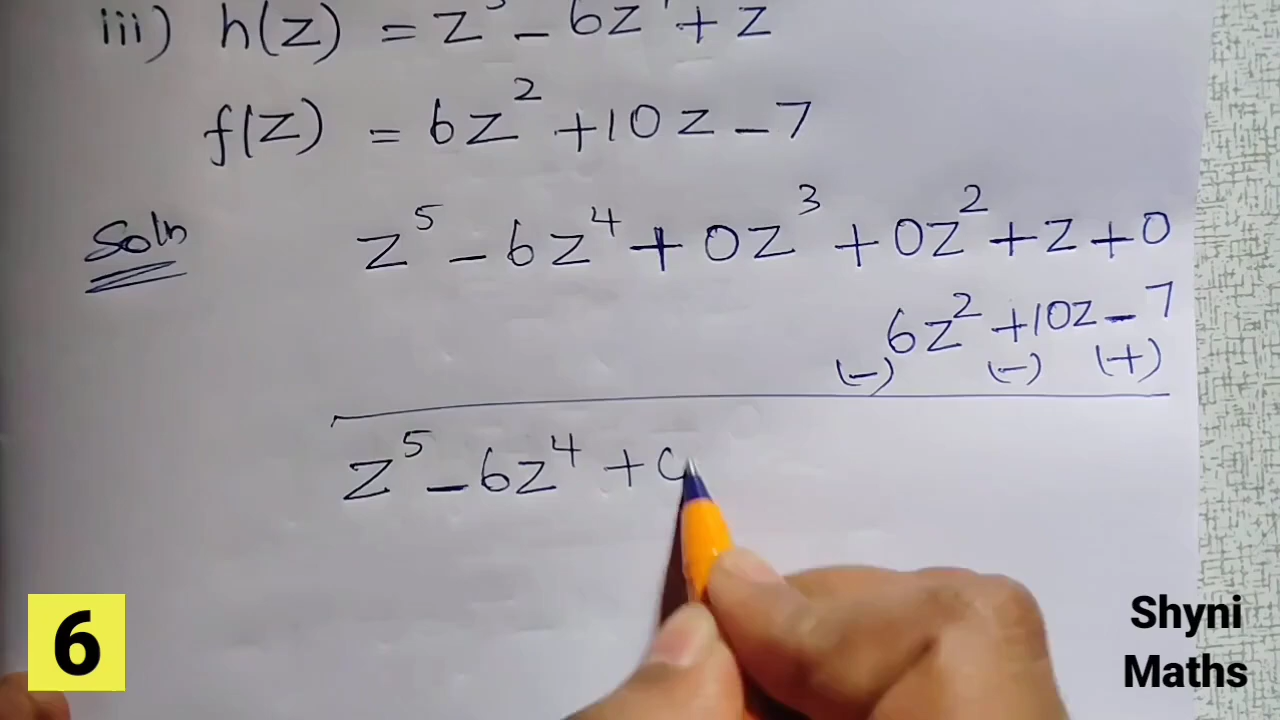 iii) h(z) = z⁵ - 6z⁴ + z
f(z) = 6z² + 10z - 7
Soln z⁵ - 6z⁴ + 0z³ + 0z² + z + 0
6z² + 10z - 7
(-) (-) (+)
z⁵ - 6z⁴ +
6
Shyni
Maths